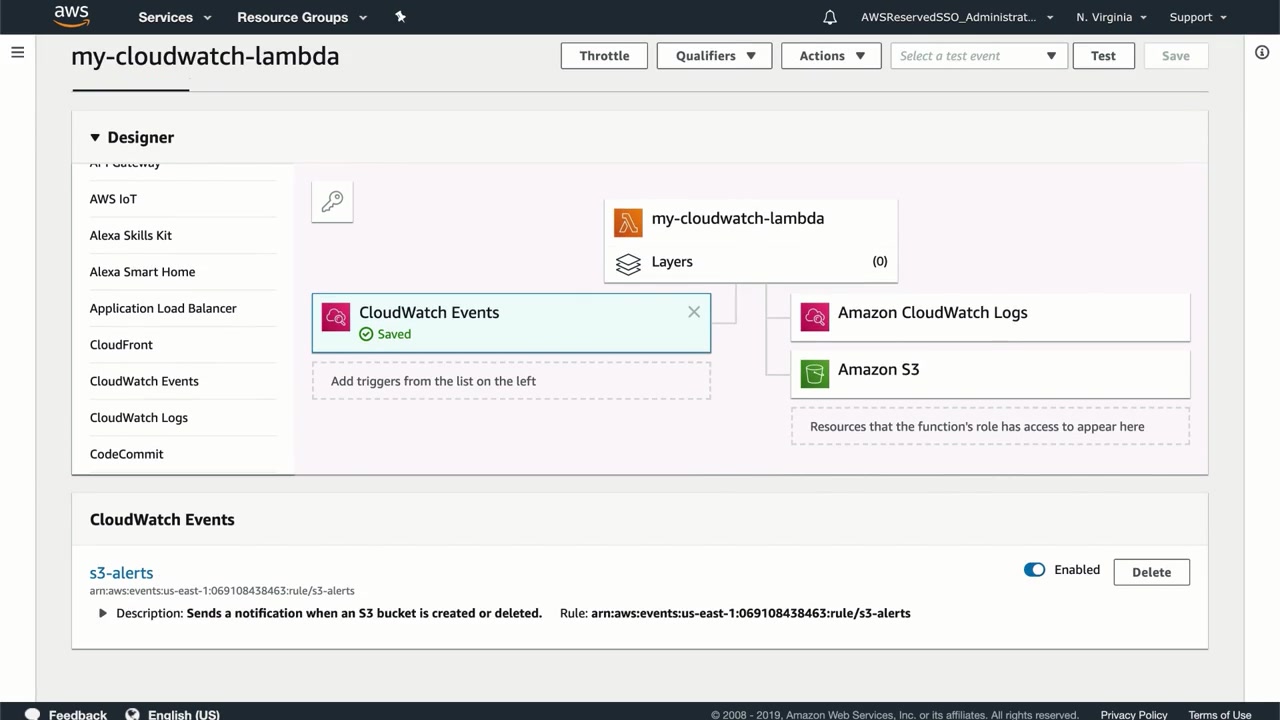 aws
Services
Resource Groups
AWSReservedSSO_Administrat...
N. Virginia
Support
my-cloudwatch-lambda
Throttle
Qualifiers
Actions
Select a test event
Test
Save
Designer
API Gateway
AWS IoT
Alexa Skills Kit
Alexa Smart Home
Application Load Balancer
CloudFront
CloudWatch Events
CloudWatch Logs
CodeCommit
my-cloudwatch-lambda
Layers
(0)
CloudWatch Events
Saved
Add triggers from the list on the left
Amazon CloudWatch Logs
Amazon S3
Resources that the function's role has access to appear here
CloudWatch Events
s3-alerts
arn:aws:events:us-east-1:069108438463:rule/s3-alerts
Description: Sends a notification when an S3 bucket is created or deleted. Rule: arn:aws:events:us-east-1:069108438463:rule/s3-alerts
Enabled
Delete
Feedback
English (US)
© 2008 - 2019, Amazon Web Services, Inc. or its affiliates. All rights reserved.
Privacy Policy
Terms of Use